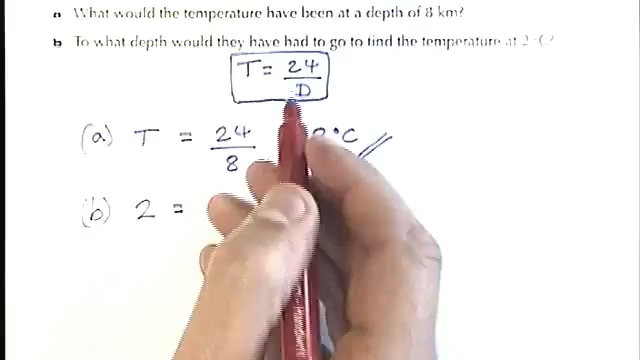 a What would the temperature have been at a depth of 8 km?
b To what depth would they have had to go to find the temperature at 2 °C?
T = 24/D
(a) T = 24/8 °C
(b) 2 =